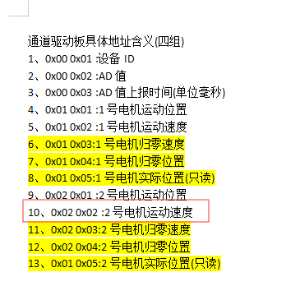 通道驱动板具体地址含义(四组)
1、0x00 0x01 :设备 ID
2、0x00 0x02 :AD 值
3、0x00 0x03 :AD 值上报时间(单位毫秒)
4、0x01 0x01 :1 号电机运动位置
5、0x01 0x02 :1 号电机运动速度
6、0x01 0x03:1 号电机归零速度
7、0x01 0x04:1 号电机归零位置
8、0x01 0x05:1 号电机实际位置(只读)
9、0x02 0x01 :2 号电机运动位置
10、0x02 0x02 :2 号电机运动速度
11、0x02 0x03:2 号电机归零速度
12、0x02 0x04:2 号电机归零位置
13、0x01 0x05:2 号电机实际位置(只读)